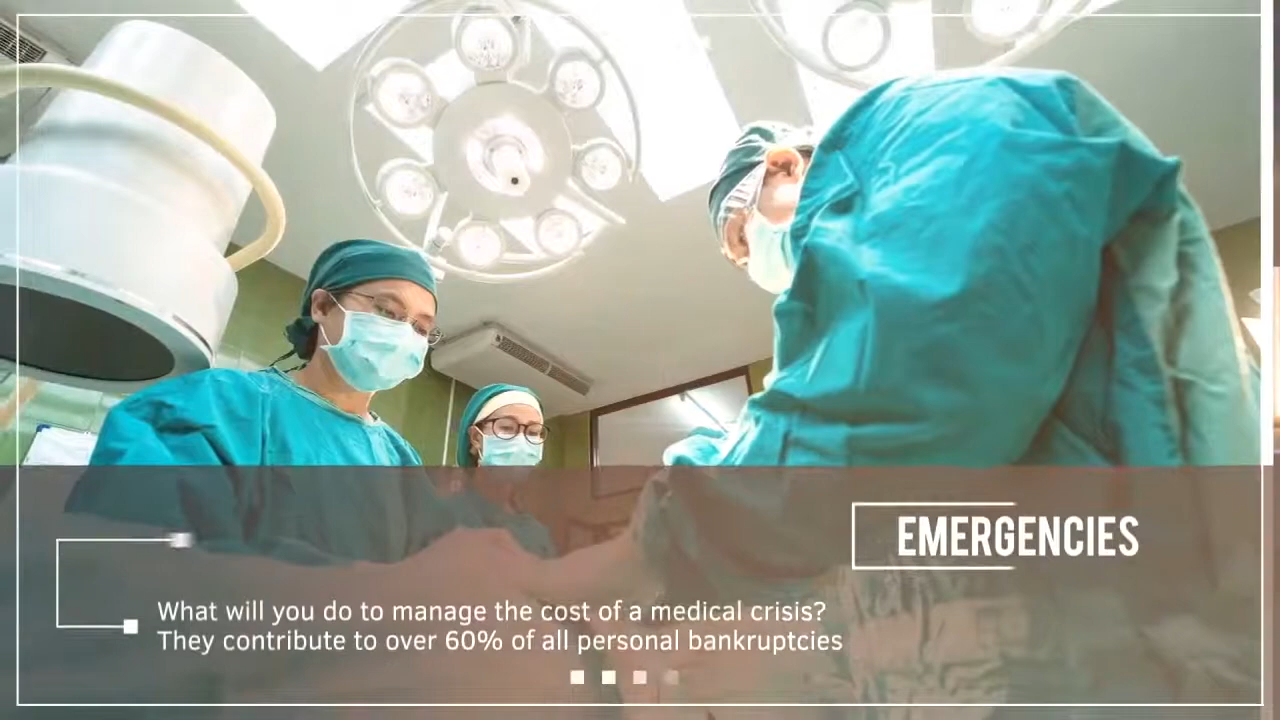 EMERGENCIES
What will you do to manage the cost of a medical crisis?
They contribute to over 60% of all personal bankruptcies